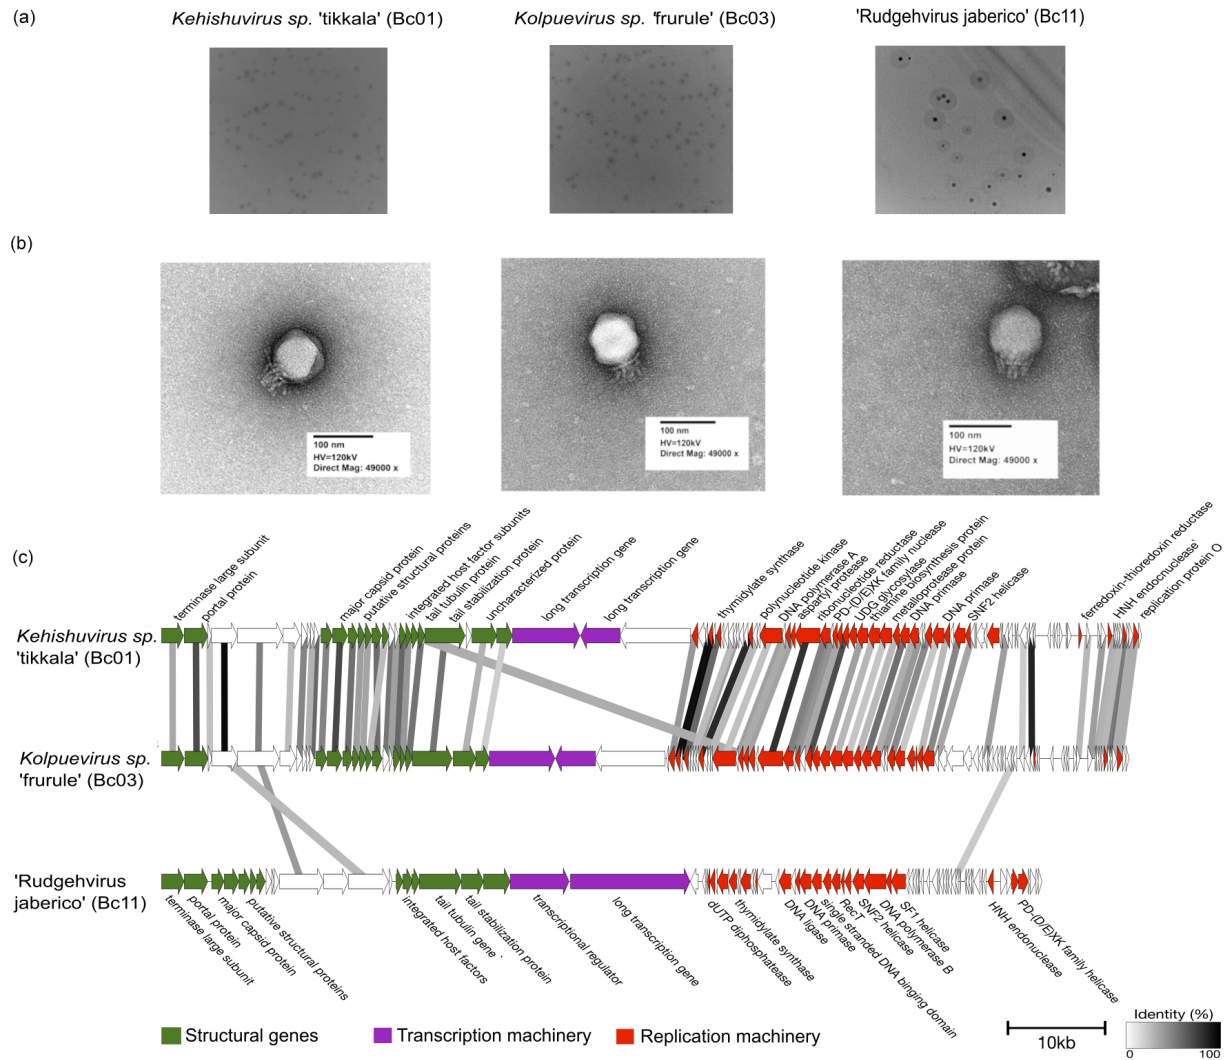 (a)
Kehishuvirus sp. 'tikkala' (Bc01)
Kolpuevirus sp. 'frurule' (Bc03)
'Rudgehvirus jaberico' (Bc11)
(b)
100 nm
HV=120kV
Direct Mag: 49000 x
100 nm
HV=120kV
Direct Mag: 49000 x
100 nm
HV=120kV
Direct Mag: 49000 x
(c)
terminase large subunit
portal protein
major capsid protein
putative structural proteins
integrated host factor subunits
tail tubulin protein
tail stabilization protein
uncharacterized protein
long transcription gene
long transcription gene
thymidylate synthase
polynucleotide kinase
DNA polymerase A
aspartyl protease
ribonucleotide reductase
PD-(D/E)XK family nuclease
UDG glycosylase
thiamine biosynthesis protein
metalloprotease protein
DNA primase
DNA primase
SNF2 helicase
ferredoxin-thioredoxin reductase
HNH endocnuclease`
replication protein O
Kehishuvirus sp.
'tikkala' (Bc01)
Kolpuevirus sp.
'frurule' (Bc03)
'Rudgehvirus
jaberico' (Bc11)
terminase large subunit
portal protein
major capsid protein
putative structural proteins
integrated host factors
tail tubulin gene `
tail stabilization protein
transcriptional regulator
long transcription gene
dUTP diphosphatease
thymidylate synthase
DNA ligase
DNA primase
single stranded DNA binging domain
RecT
SNF2 helicase
DNA polymerase B
SF1 helicase
HNH endonuclease
PD-(D/E)XK family helicase
Structural genes
Transcription machinery
Replication machinery
10kb
Identity (%)
0
100